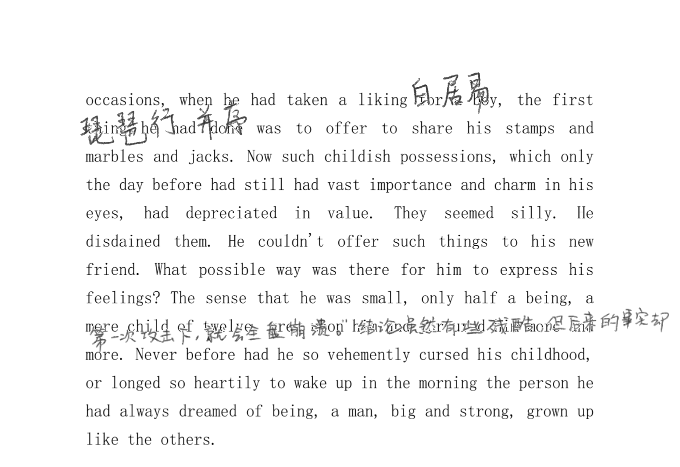 occasions, when he had taken a liking for a boy, the first
白居易
thing he had done was to offer to share his stamps and
琵琶行 并序
marbles and jacks. Now such childish possessions, which only
the day before had still had vast importance and charm in his
eyes, had depreciated in value. They seemed silly. He
disdained them. He couldn't offer such things to his new
friend. What possible way was there for him to express his
feelings? The sense that he was small, only half a being, a
mere child of twelve, more and
第一次攻击下，就会全盘崩溃。"结论虽然有些残酷，但后来的事实却
more. Never before had he so vehemently cursed his childhood,
or longed so heartily to wake up in the morning the person he
had always dreamed of being, a man, big and strong, grown up
like the others.